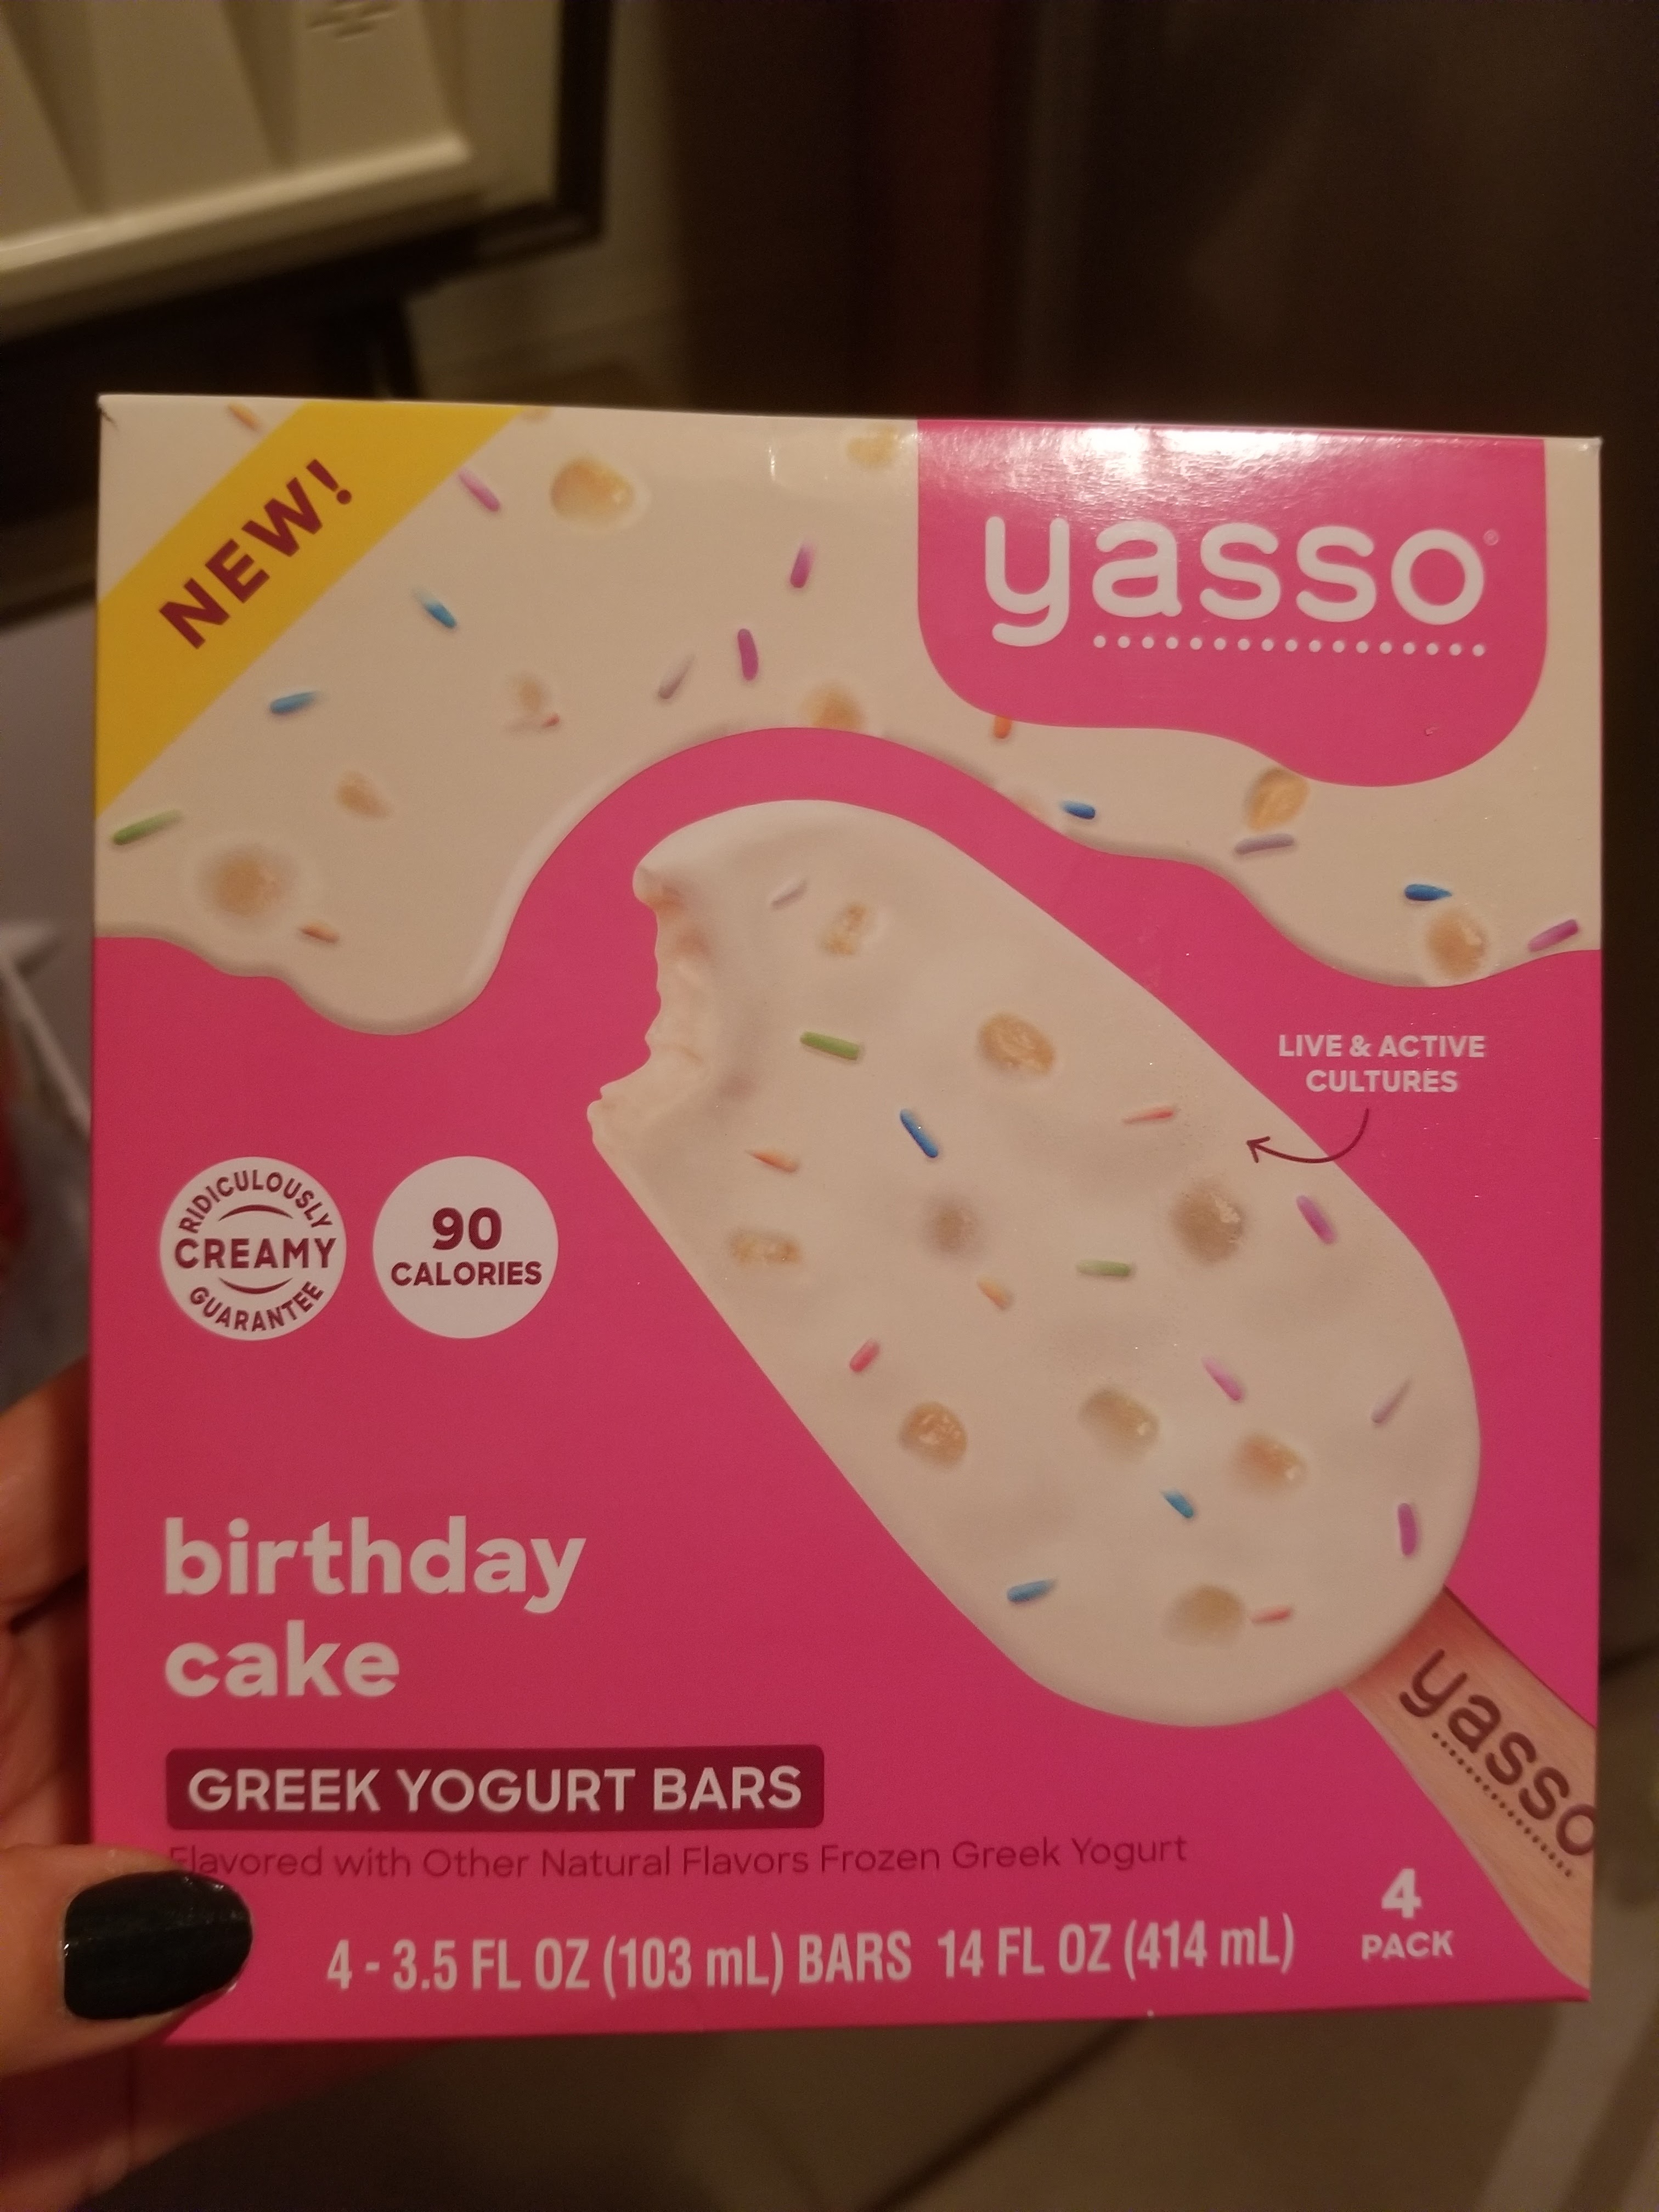 NEW!
yasso®
LIVE & ACTIVE
CULTURES
RIDICULOUSLY
CREAMY
GUARANTEE
90
CALORIES
birthday
cake
GREEK YOGURT BARS
Flavored with Other Natural Flavors Frozen Greek Yogurt
4 - 3.5 FL OZ (103 mL) BARS 14 FL OZ (414 mL)
4
PACK
yasso